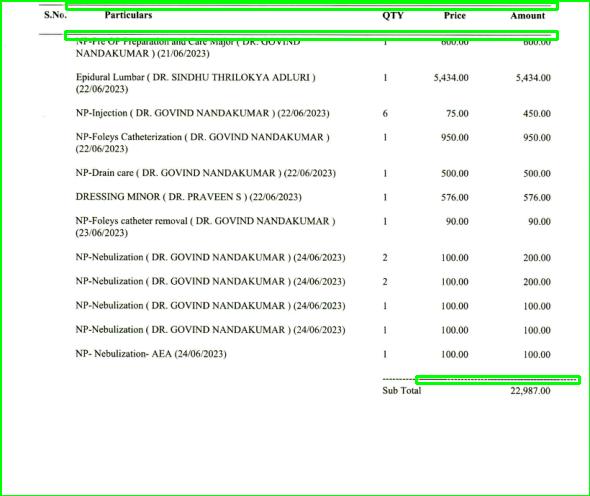 S.No. Particulars QTY Price Amount
NP-Pre OP Preparation and Care Major ( DR. GOVIND 1 600.00 600.00
NANDAKUMAR ) (21/06/2023)
Epidural Lumbar ( DR. SINDHU THRILOKYA ADLURI ) 1 5,434.00 5,434.00
(22/06/2023)
NP-Injection ( DR. GOVIND NANDAKUMAR ) (22/06/2023) 6 75.00 450.00
NP-Foleys Catheterization ( DR. GOVIND NANDAKUMAR ) 1 950.00 950.00
(22/06/2023)
NP-Drain care ( DR. GOVIND NANDAKUMAR ) (22/06/2023) 1 500.00 500.00
DRESSING MINOR ( DR. PRAVEEN S ) (22/06/2023) 1 576.00 576.00
NP-Foleys catheter removal ( DR. GOVIND NANDAKUMAR ) 1 90.00 90.00
(23/06/2023)
NP-Nebulization ( DR. GOVIND NANDAKUMAR ) (24/06/2023) 2 100.00 200.00
NP-Nebulization ( DR. GOVIND NANDAKUMAR ) (24/06/2023) 2 100.00 200.00
NP-Nebulization ( DR. GOVIND NANDAKUMAR ) (24/06/2023) 1 100.00 100.00
NP-Nebulization ( DR. GOVIND NANDAKUMAR ) (24/06/2023) 1 100.00 100.00
NP- Nebulization- AEA (24/06/2023) 1 100.00 100.00
Sub Total 22,987.00